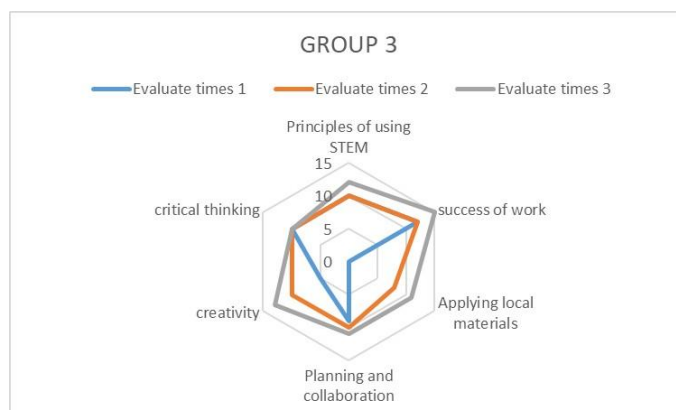 GROUP 3
Evaluate times 1
Evaluate times 2
Evaluate times 3
Principles of using
STEM
15
10
5
0
critical thinking
success of work
creativity
Applying local
materials
Planning and
collaboration